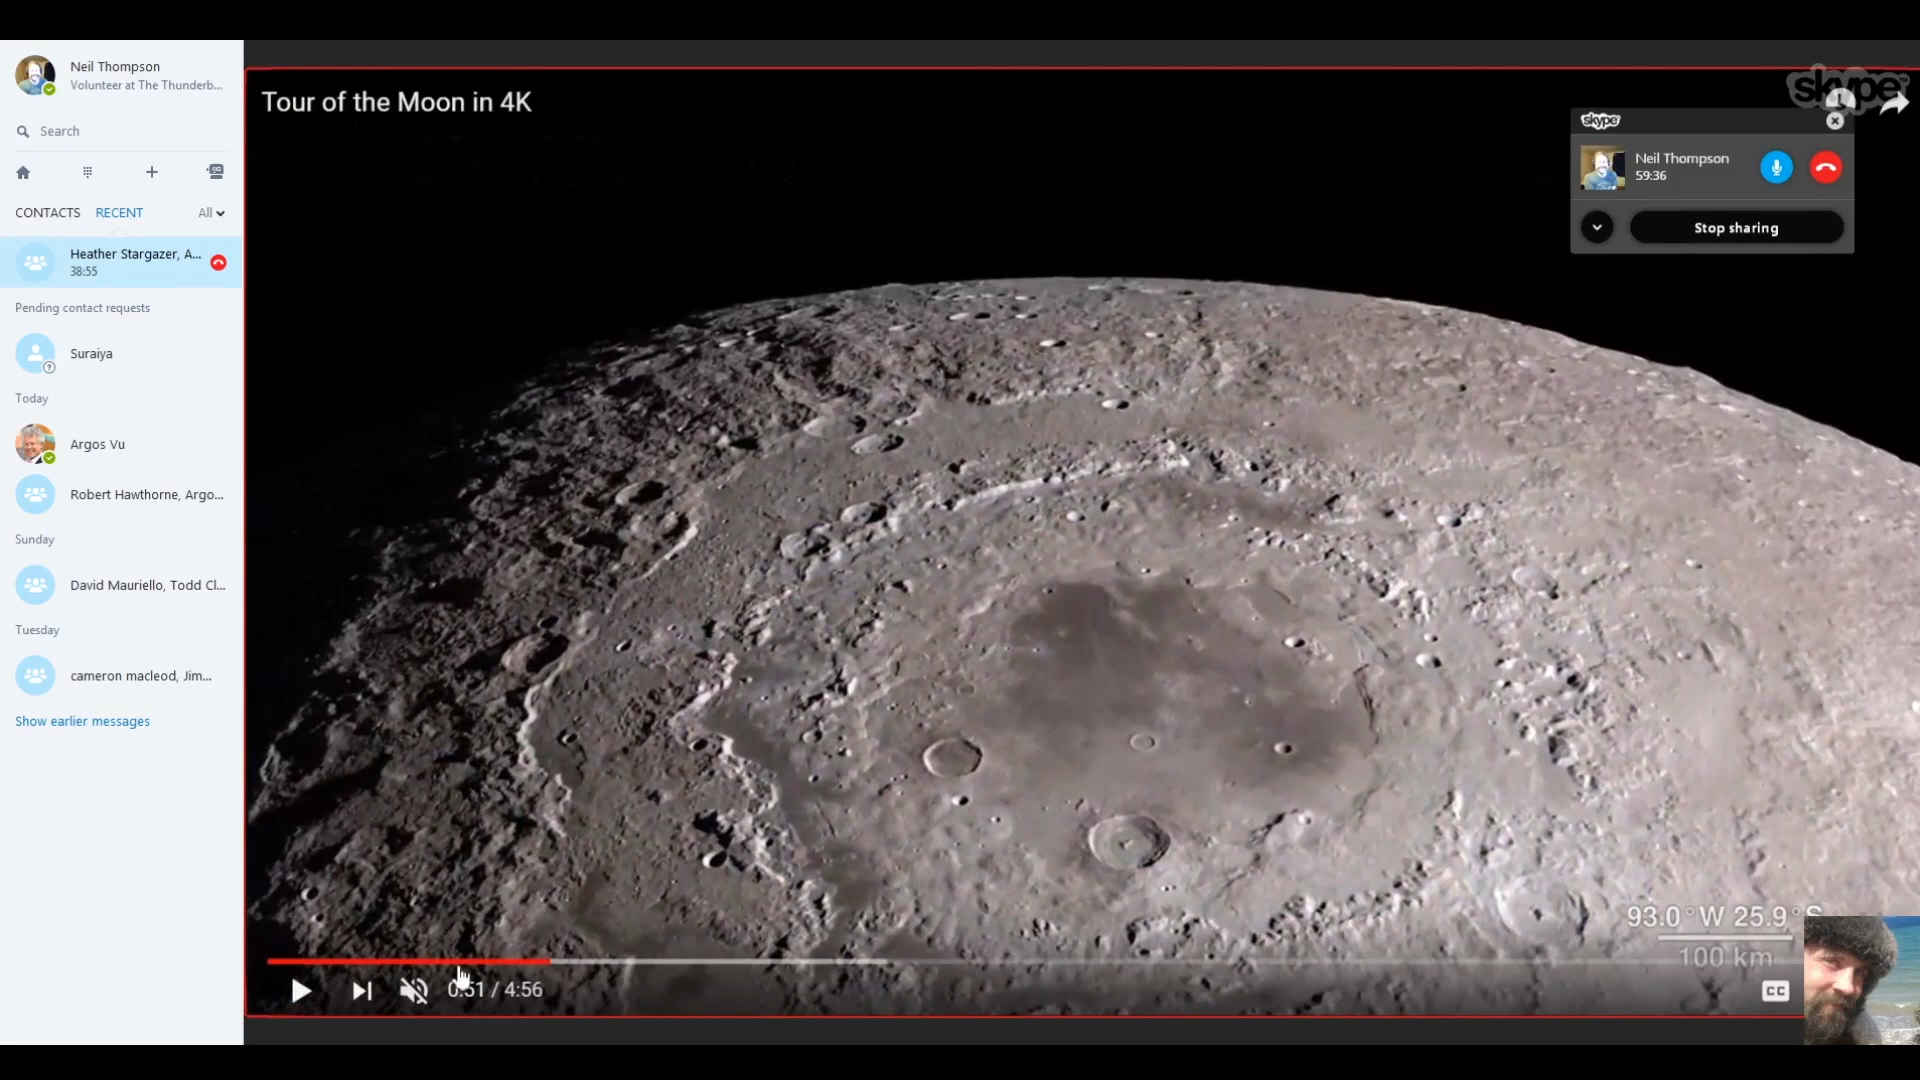 Neil Thompson
Volunteer at The Thunderb...
Search
CONTACTS RECENT All
Heather Stargazer, A...
38:55
Pending contact requests
Suraiya
Today
Argos Vu
Robert Hawthorne, Argo...
Sunday
David Mauriello, Todd Cl...
Tuesday
cameron macleod, Jim...
Show earlier messages
Tour of the Moon in 4K
skype™
skype
Neil Thompson
59:36
Stop sharing
93.0°W 25.9°S
100 km
0:51 / 4:56
CC